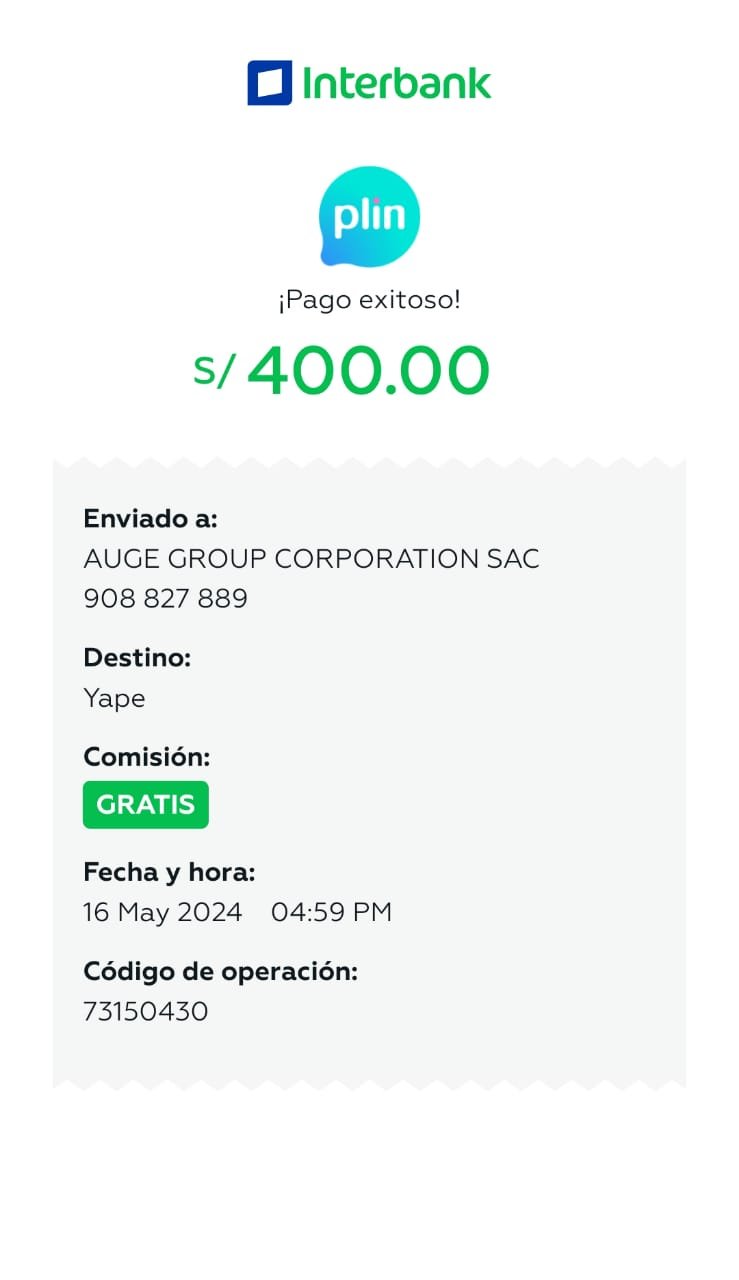 Interbank
plin
¡Pago exitoso!
S/ 400.00
Enviado a:
AUGE GROUP CORPORATION SAC
908 827 889
Destino:
Yape
Comisión:
GRATIS
Fecha y hora:
16 May 2024 04:59 PM
Código de operación:
73150430